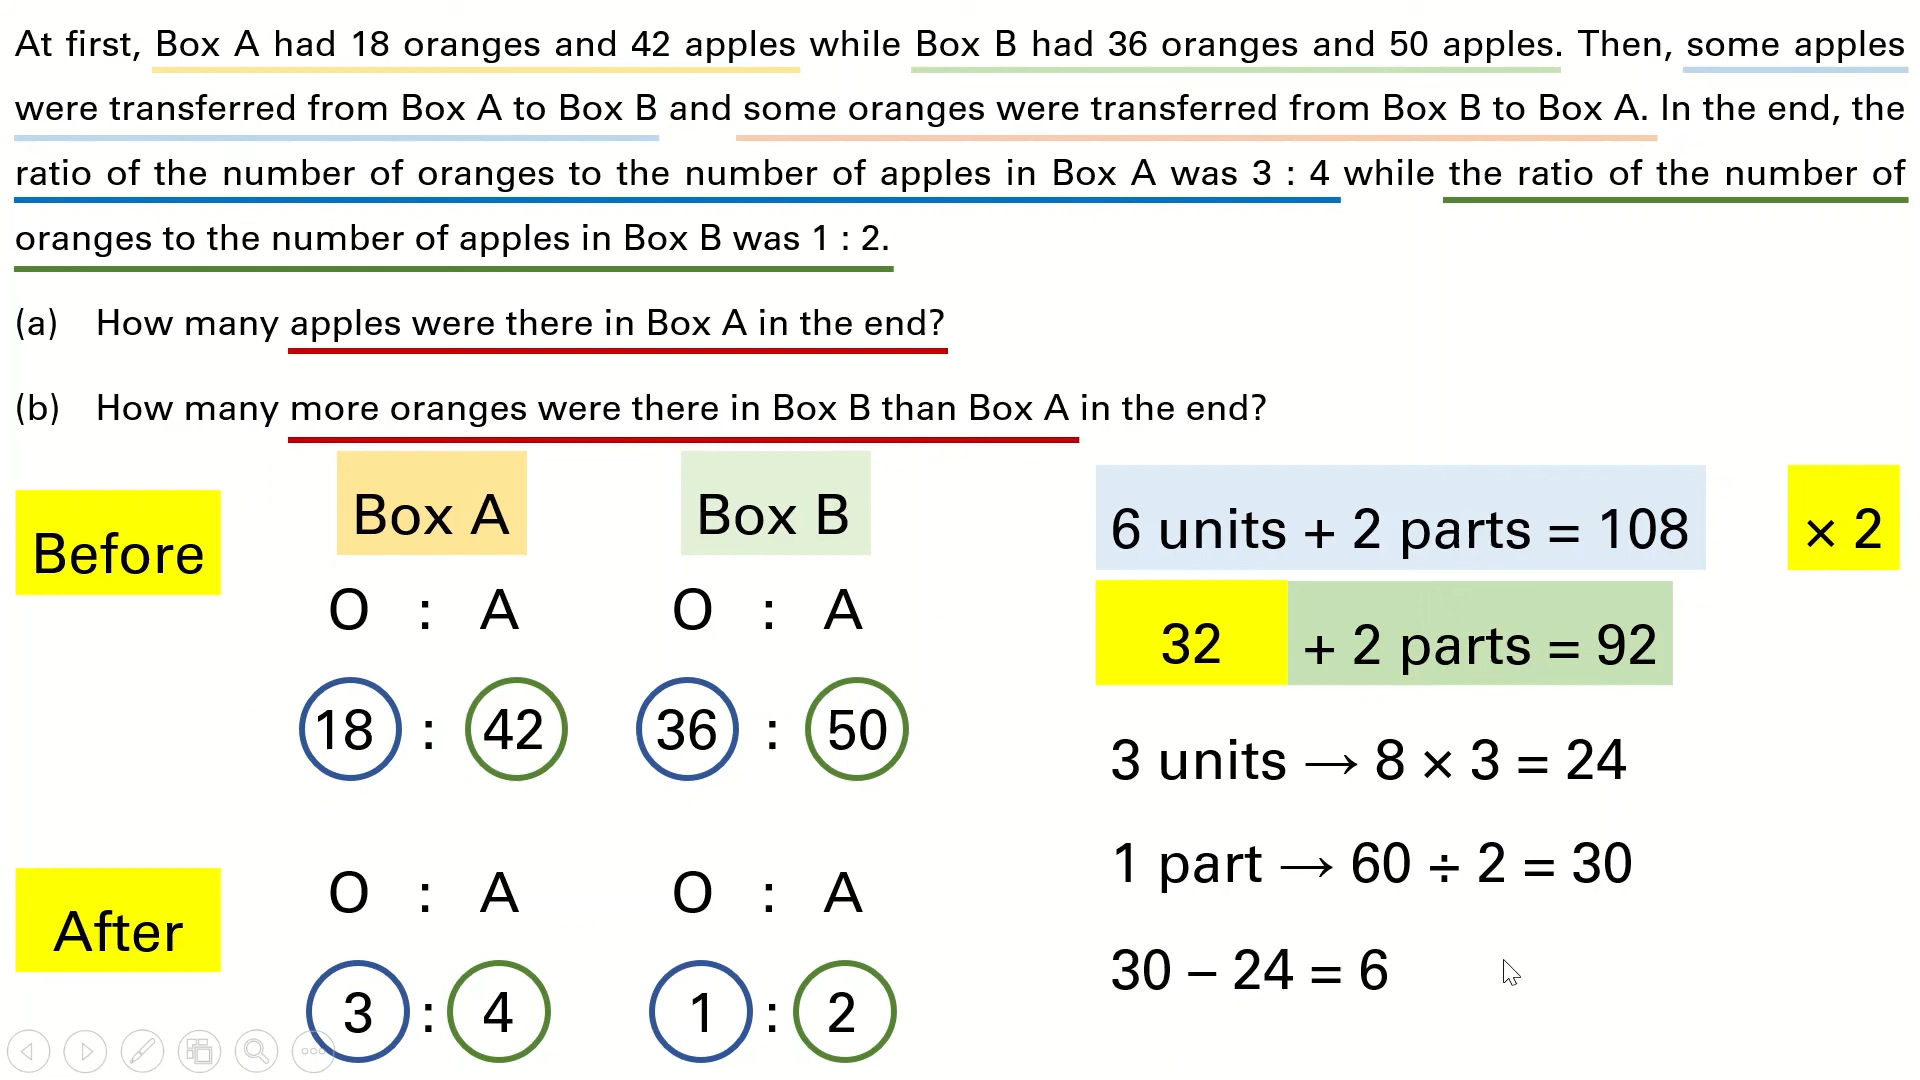 At first, Box A had 18 oranges and 42 apples while Box B had 36 oranges and 50 apples. Then, some apples
were transferred from Box A to Box B and some oranges were transferred from Box B to Box A. In the end, the
ratio of the number of oranges to the number of apples in Box A was 3 : 4 while the ratio of the number of
oranges to the number of apples in Box B was 1 : 2.
(a) How many apples were there in Box A in the end?
(b) How many more oranges were there in Box B than Box A in the end?
Before
Box A
Box B
O : A
O : A
18 : 42
36 : 50
After
O : A
O : A
3 : 4
1 : 2
6 units + 2 parts = 108
× 2
32 + 2 parts = 92
3 units → 8 × 3 = 24
1 part → 60 ÷ 2 = 30
30 – 24 = 6